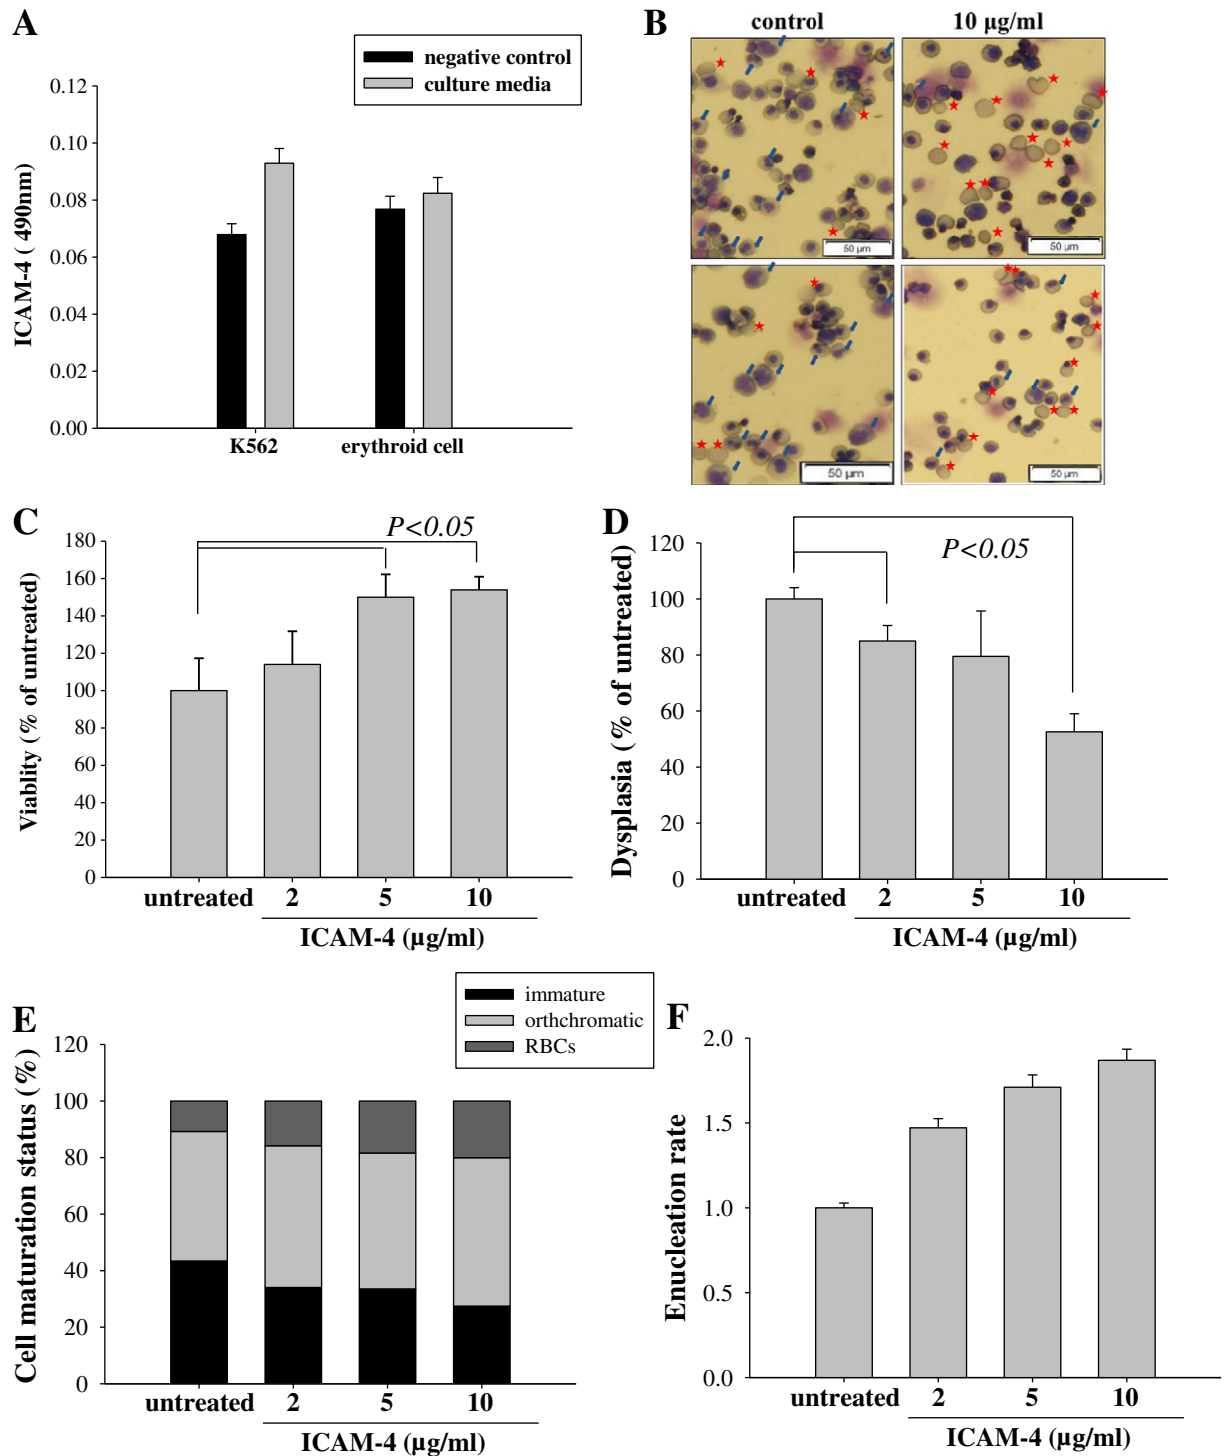 A
negative control
culture media
0.12
0.10
0.08
0.06
0.04
0.02
0.00
ICAM-4 ( 490nm)
K562 erythroid cell
B
control 10 µg/ml
50 µm
50 µm
50 µm
50 µm
C
P<0.05
180
160
140
120
100
80
60
40
20
0
Viablity (% of untreated)
untreated 2 5 10
ICAM-4 (µg/ml)
D
P<0.05
120
100
80
60
40
20
0
Dysplasia (% of untreated)
untreated 2 5 10
ICAM-4 (µg/ml)
E
immature
orthchromatic
RBCs
120
100
80
60
40
20
0
Cell maturation status (%)
untreated 2 5 10
ICAM-4 (µg/ml)
F
2.0
1.5
1.0
0.5
0.0
Enucleation rate
untreated 2 5 10
ICAM-4 (µg/ml)